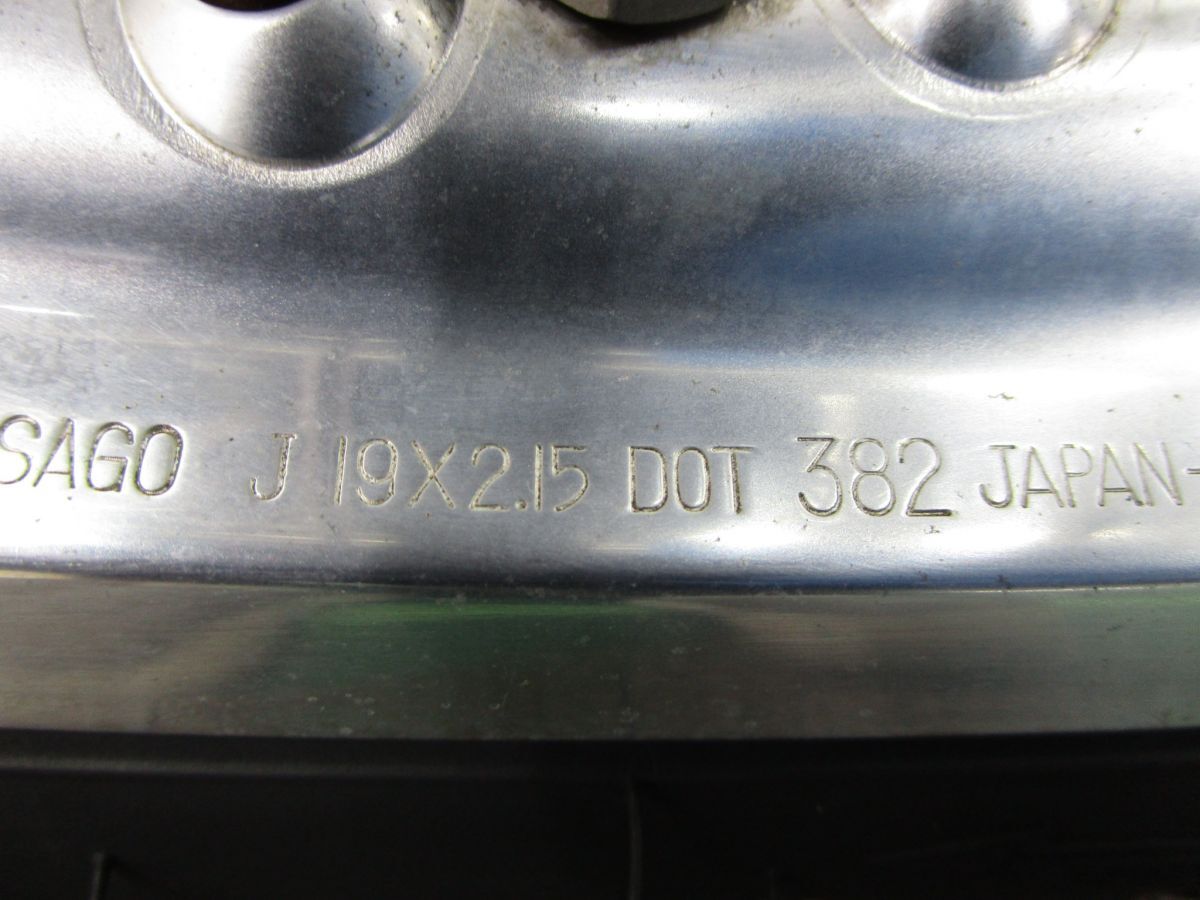 SAGO J 19X2.15 DOT 382 JAPAN-